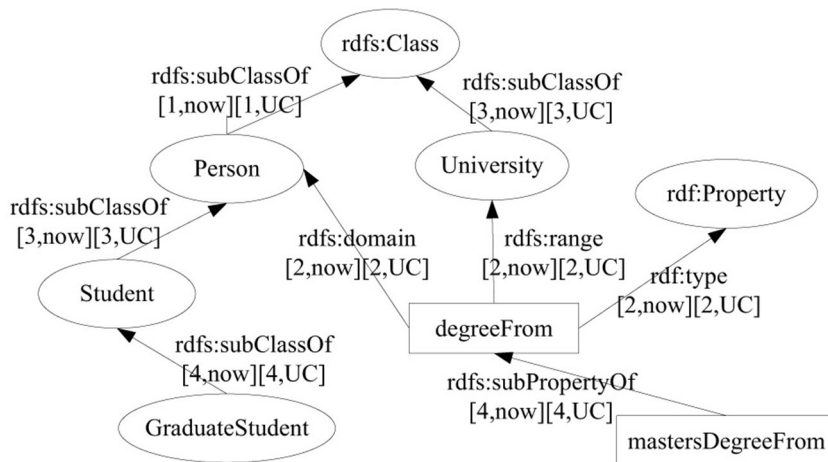 rdfs:Class
rdfs:subClassOf
[1,now][1,UC]
rdfs:subClassOf
[3,now][3,UC]
Person
University
rdf:Property
rdfs:subClassOf
[3,now][3,UC]
rdfs:domain
[2,now][2,UC]
rdfs:range
[2,now][2,UC]
rdf:type
[2,now][2,UC]
Student
degreeFrom
rdfs:subClassOf
[4,now][4,UC]
rdfs:subPropertyOf
[4,now][4,UC]
GraduateStudent
mastersDegreeFrom